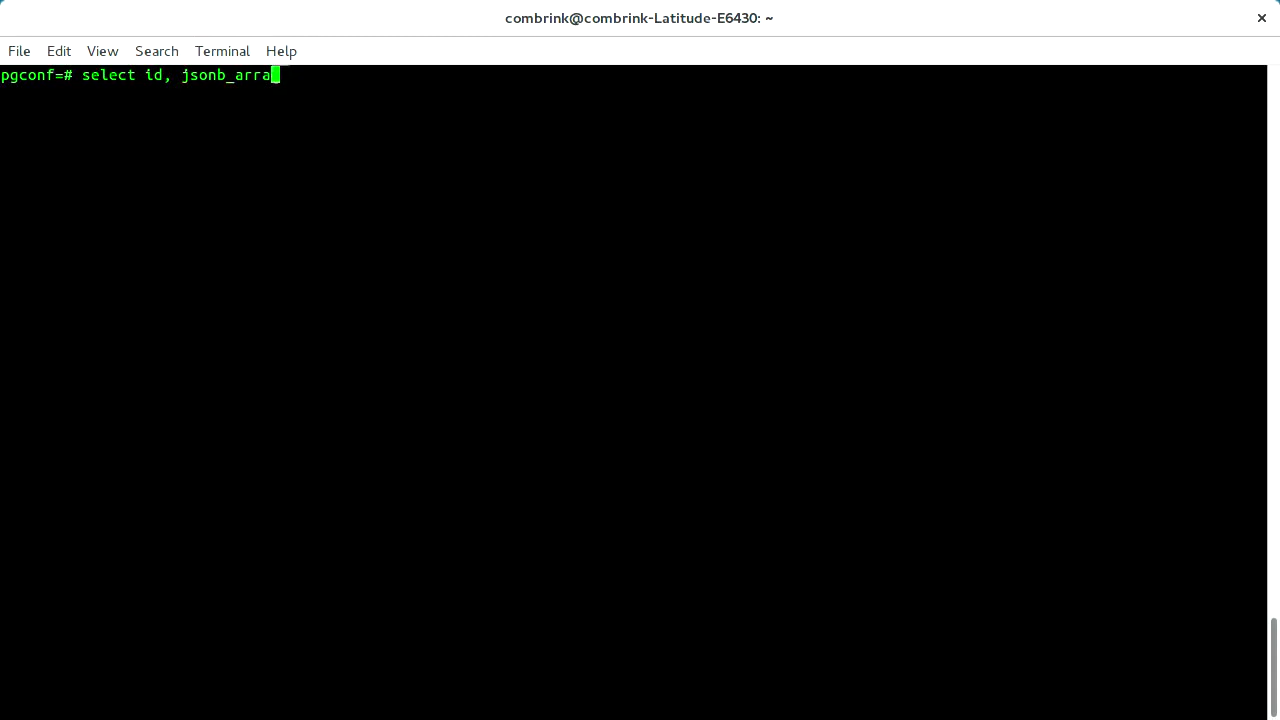 combrink@combrink-Latitude-E6430: ~ ×
File Edit View Search Terminal Help
pgconf=# select id, jsonb_arra